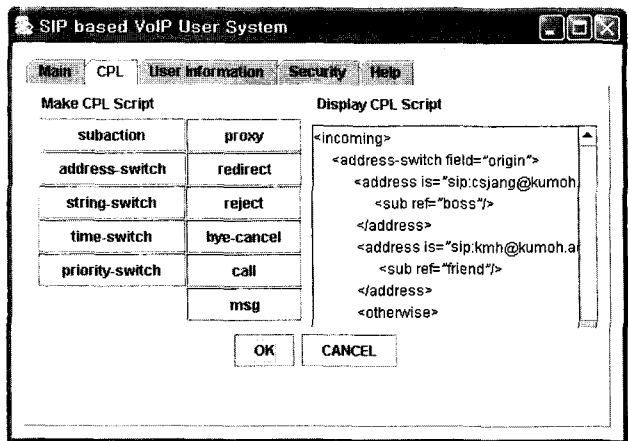 SIP based VoIP User System
Main CPL User Information Security Help
Make CPL Script
subaction
address-switch
string-switch
time-switch
priority-switch
proxy
redirect
reject
bye-cancel
call
msg
Display CPL Script
<incoming>
<address-switch field="origin">
<address is="sip:csjang@kumoh.
<sub ref="boss"/>
</address>
<address is="sip:kmh@kumoh.a
<sub ref="friend"/>
</address>
<otherwise>
OK CANCEL